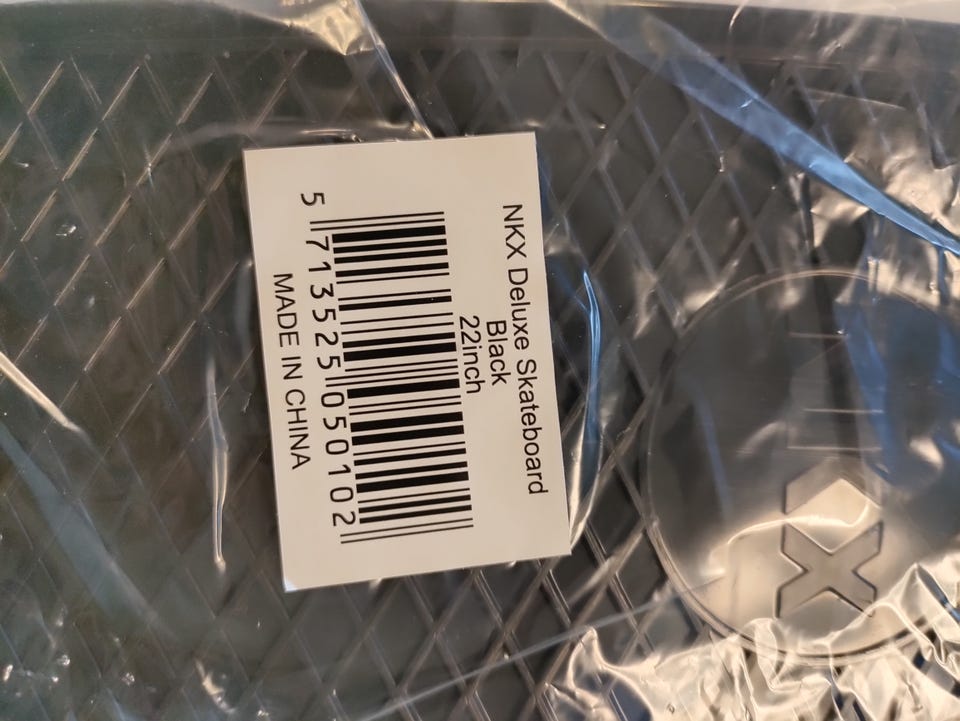 NKX Deluxe Skateboard
Black
22inch
5 713525 050102
MADE IN CHINA